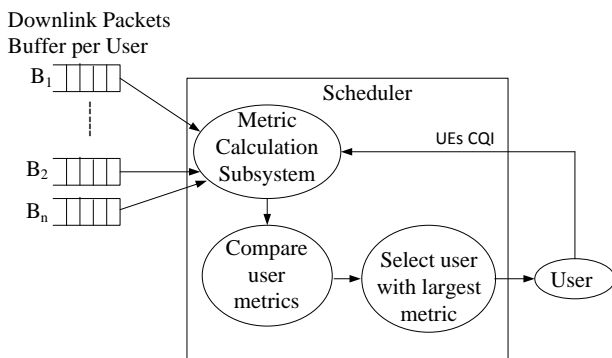 Downlink Packets
Buffer per User
B1
Scheduler
Metric
Calculation
Subsystem
UEs CQI
B2
Bn
Compare
user
metrics
Select user
with largest
metric
User